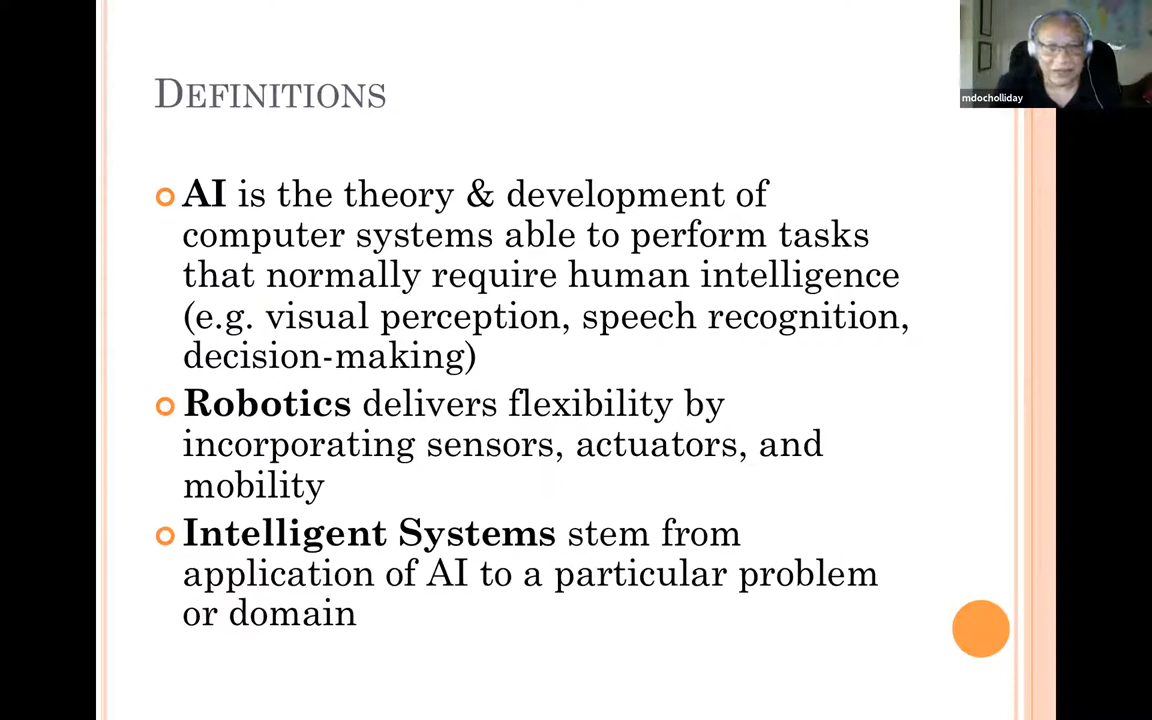 DEFINITIONS
mdocholliday
AI is the theory & development of
computer systems able to perform tasks
that normally require human intelligence
(e.g. visual perception, speech recognition,
decision-making)
Robotics delivers flexibility by
incorporating sensors, actuators, and
mobility
Intelligent Systems stem from
application of AI to a particular problem
or domain